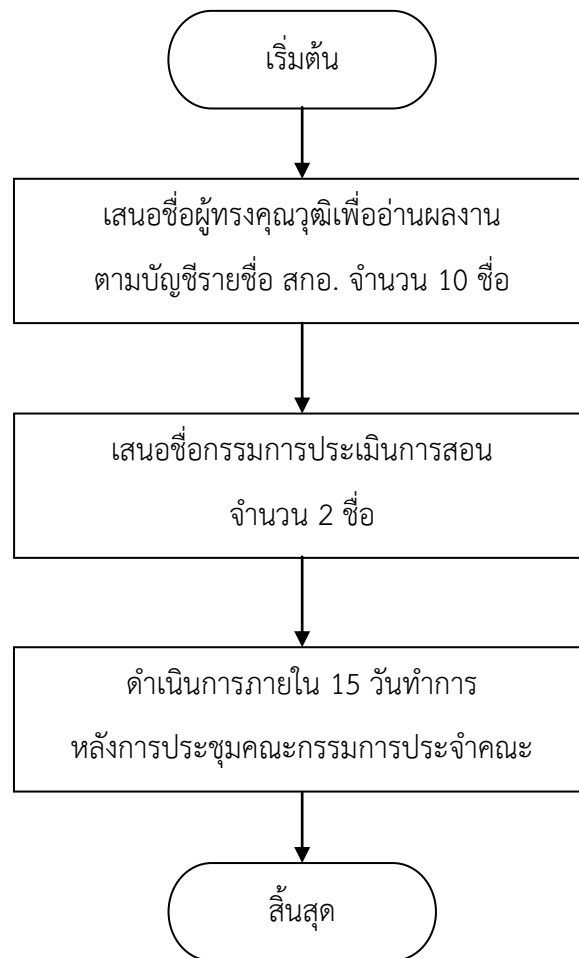 เริ่มต้น
เสนอชื่อผู้ทรงคุณวุฒิเพื่ออ่านผลงาน
ตามบัญชีรายชื่อ สกอ. จำนวน 10 ชื่อ
เสนอชื่อกรรมการประเมินการสอน
จำนวน 2 ชื่อ
ดำเนินการภายใน 15 วันทำการ
หลังการประชุมคณะกรรมการประจำคณะ
สิ้นสุด